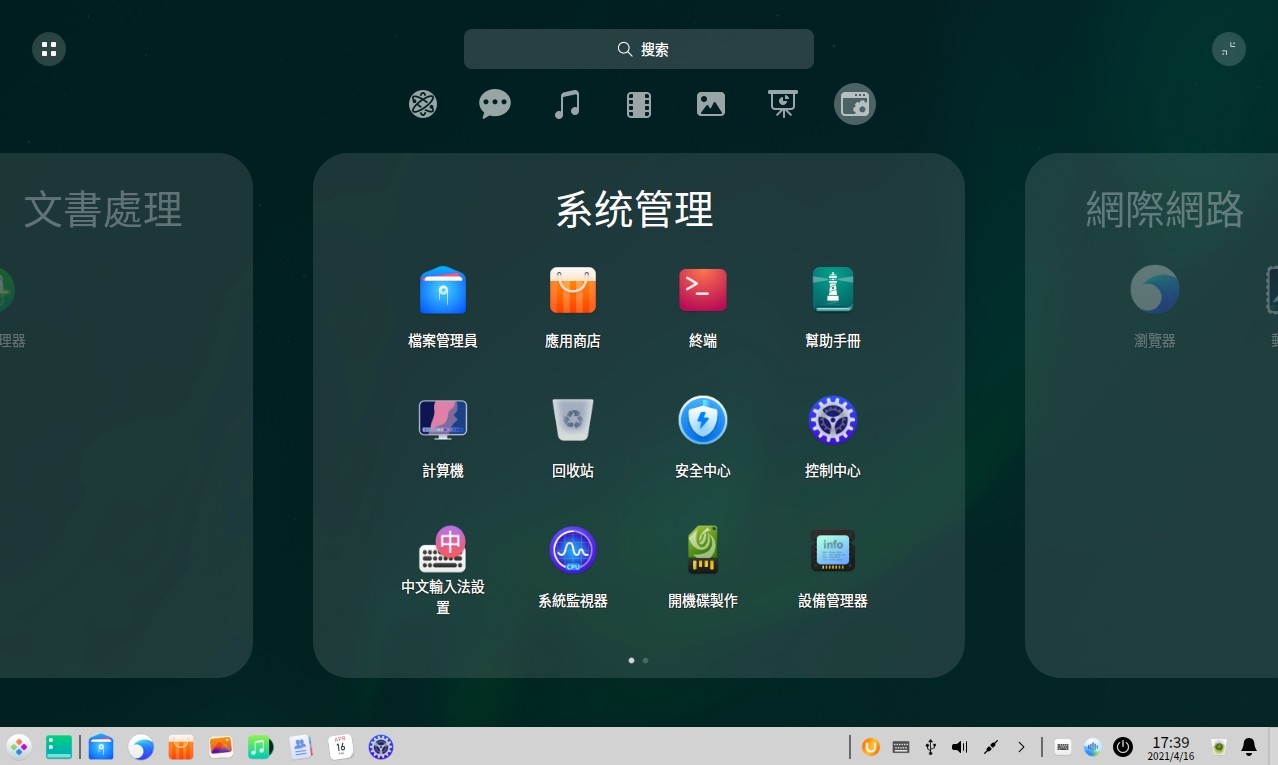 搜索
文書處理
系统管理
網際網路
檔案管理員
應用商店
終端
幫助手冊
理器
瀏覽器
計算機
回收站
安全中心
控制中心
中
info
CPU
中文輸入法設
置
系統監視器
開機碟製作
設備管理器
APR
16
17:39
2021/4/16